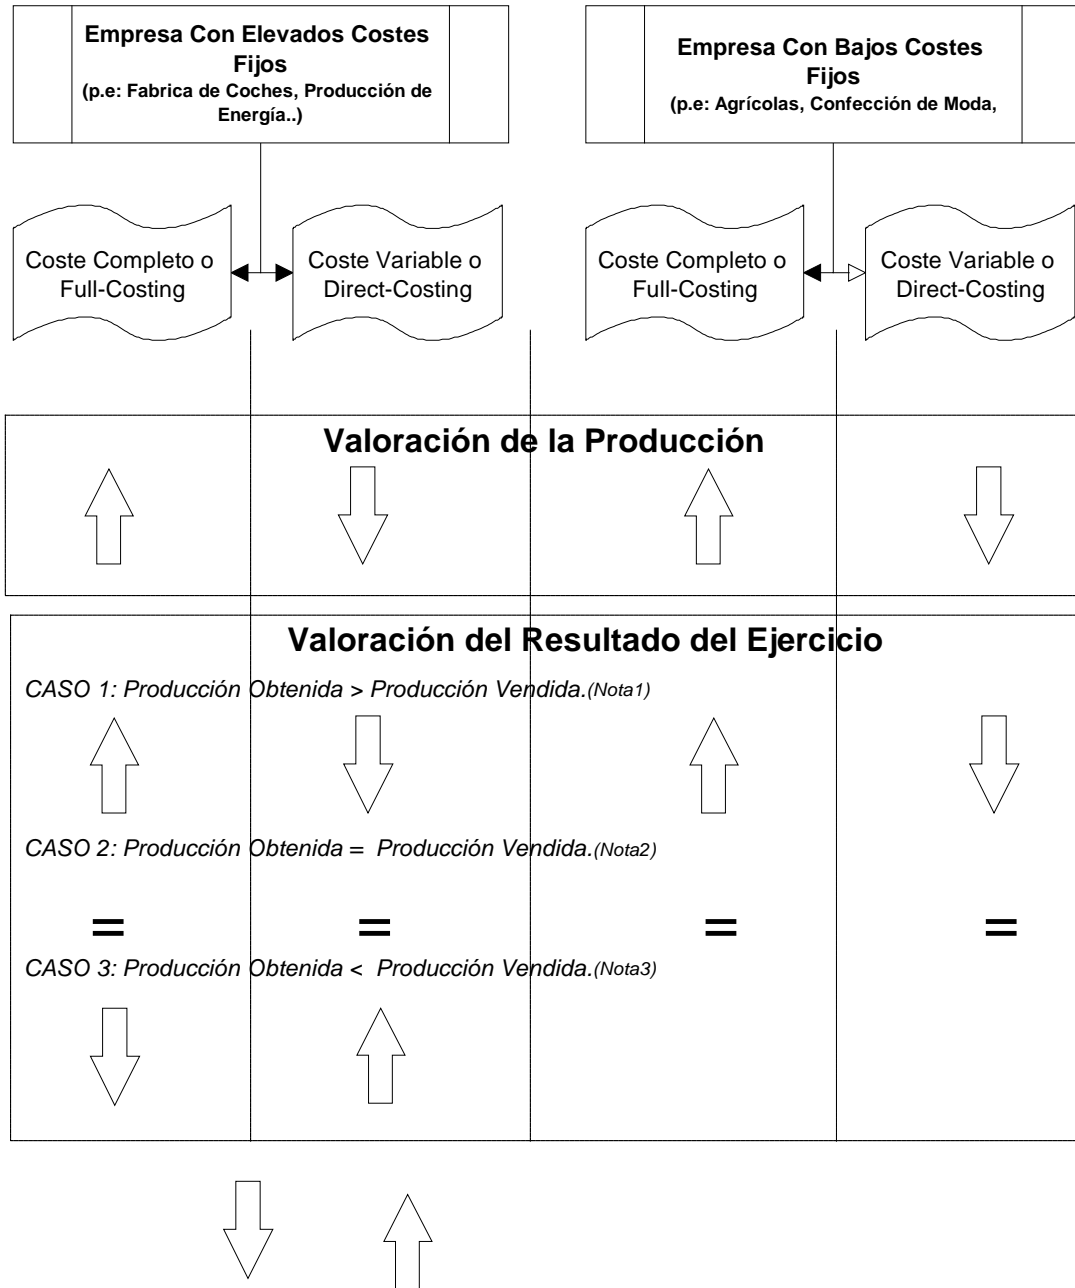 Empresa Con Elevados Costes
Fijos
(p.e: Fabrica de Coches, Producción de
Energía..)
Empresa Con Bajos Costes
Fijos
(p.e: Agrícolas, Confección de Moda,
Coste Completo o
Full-Costing
Coste Variable o
Direct-Costing
Coste Completo o
Full-Costing
Coste Variable o
Direct-Costing
Valoración de la Producción
Valoración del Resultado del Ejercicio
CASO 1: Producción Obtenida > Producción Vendida.(Nota1)
CASO 2: Producción Obtenida = Producción Vendida.(Nota2)
= = = =
CASO 3: Producción Obtenida < Producción Vendida.(Nota3)